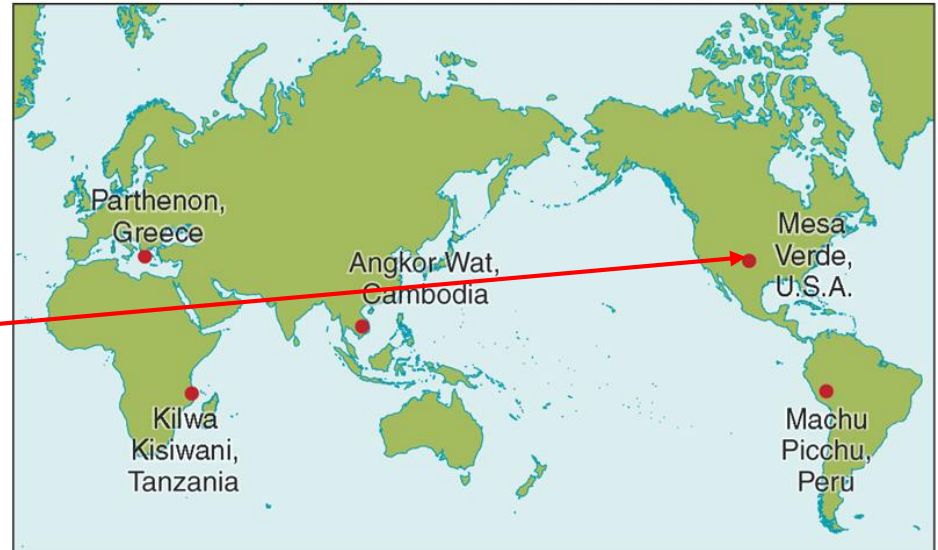 Parthenon,
Greece
Angkor Wat,
Cambodia
Mesa
Verde,
U.S.A.
Kilwa
Kisiwani,
Tanzania
Machu
Picchu,
Peru